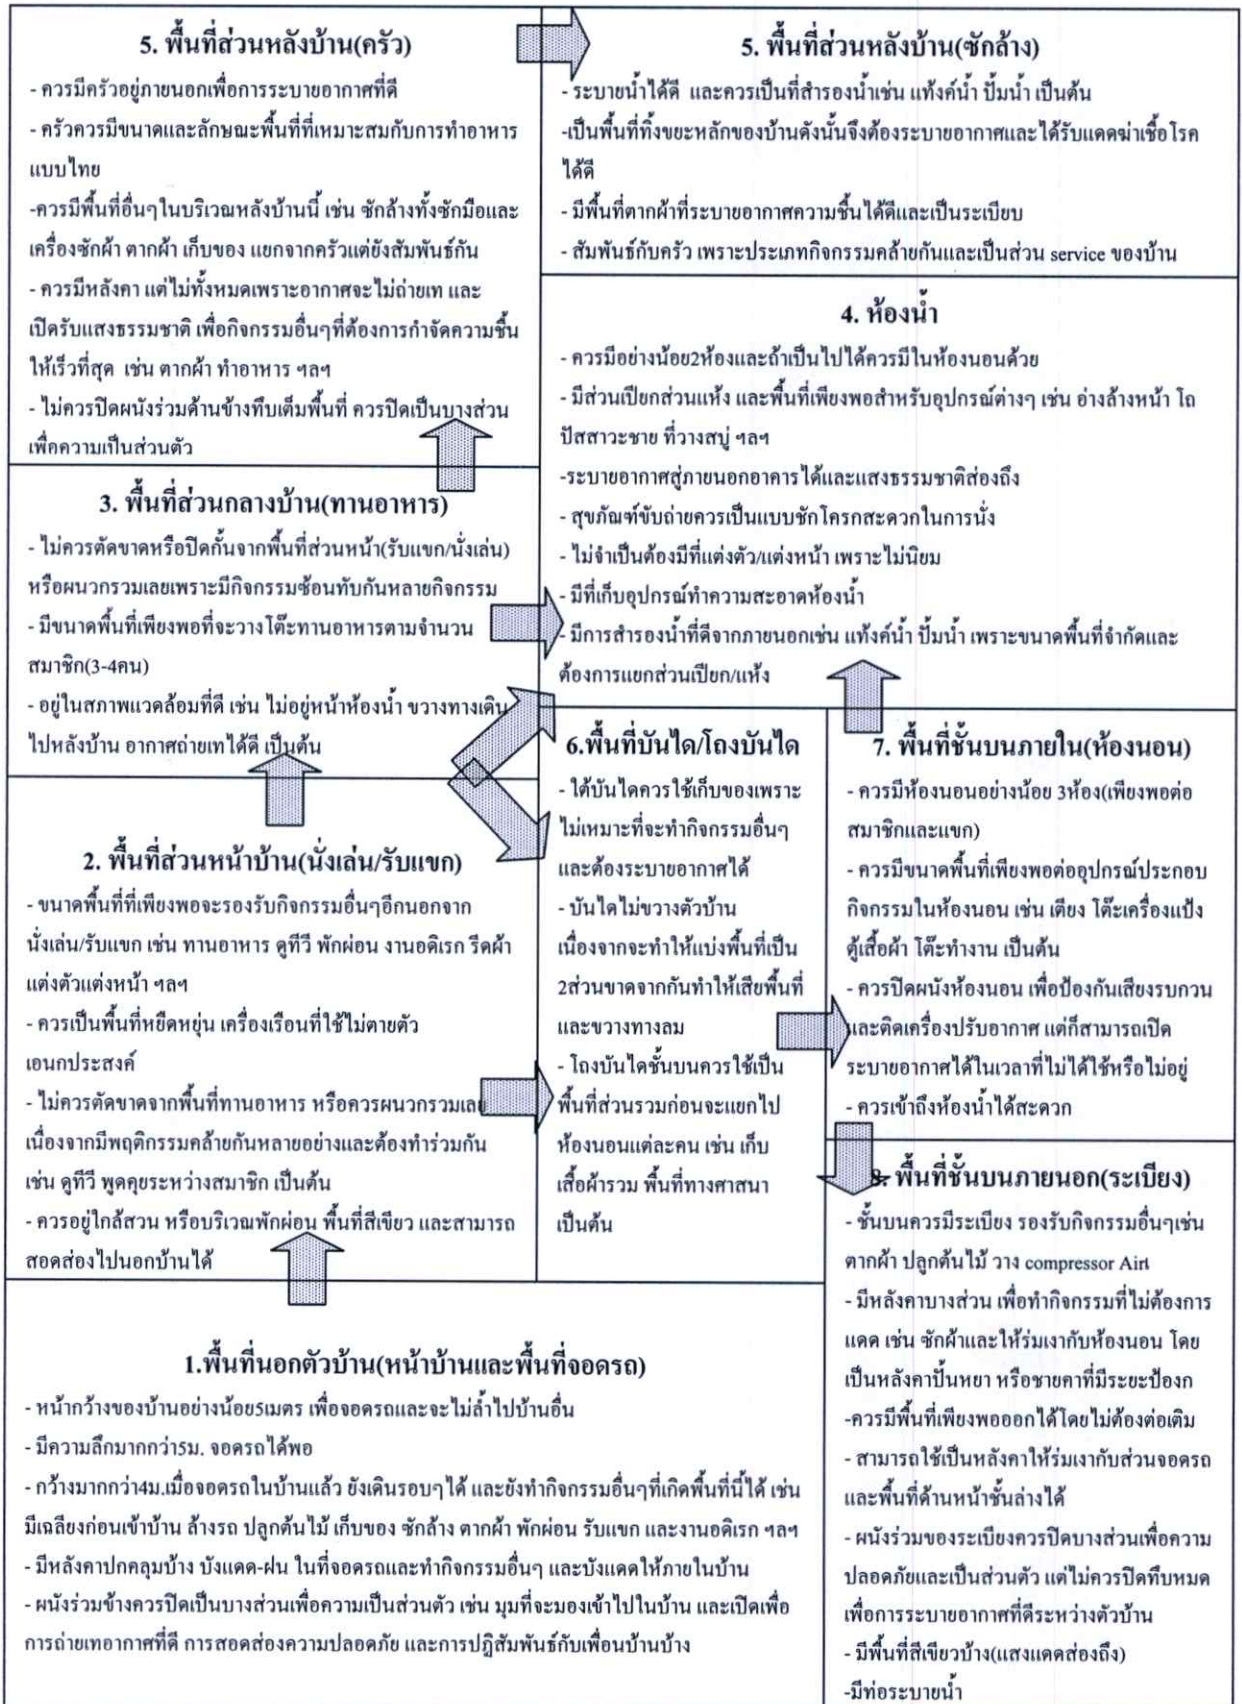 5. พื้นที่ส่วนหลังบ้าน(ครัว)
- ควรมีครัวอยู่ภายนอกเพื่อการระบายอากาศที่ดี
- ครัวควรมีขนาดและลักษณะพื้นที่ที่เหมาะสมกับการทำอาหาร
แบบไทย
-ควรมีพื้นที่อื่นๆในบริเวณหลังบ้านนี้ เช่น ซักล้างทั้งซักมือและ
เครื่องซักผ้า ตากผ้า เก็บของ แยกจากครัวแต่ยังสัมพันธ์กัน
- ควรมีหลังคา แต่ไม่ทั้งหมดเพราะอากาศจะไม่ถ่ายเท และ
เปิดรับแสงธรรมชาติ เพื่อกิจกรรมอื่นๆที่ต้องการกำจัดความชื้น
ให้เร็วที่สุด เช่น ตากผ้า ทำอาหาร ฯลฯ
- ไม่ควรปิดผนังร่วมด้านข้างทึบเต็มพื้นที่ ควรปิดเป็นบางส่วน
เพื่อความเป็นส่วนตัว
5. พื้นที่ส่วนหลังบ้าน(ซักล้าง)
- ระบายน้ำได้ดี และควรเป็นที่สำรองน้ำเช่น แท้งค์น้ำ ปั้มน้ำ เป็นต้น
-เป็นพื้นที่ทิ้งขยะหลักของบ้านดังนั้นจึงต้องระบายอากาศและได้รับแดดฆ่าเชื้อโรค
ได้ดี
- มีพื้นที่ตากผ้าที่ระบายอากาศความชื้นได้ดีและเป็นระเบียบ
- สัมพันธ์กับครัว เพราะประเภทกิจกรรมคล้ายกันและเป็นส่วน service ของบ้าน
4. ห้องน้ำ
- ควรมีอย่างน้อย2ห้องและถ้าเป็นไปได้ควรมีในห้องนอนด้วย
- มีส่วนเปียกส่วนแห้ง และพื้นที่เพียงพอสำหรับอุปกรณ์ต่างๆ เช่น อ่างล้างหน้า โถ
ปัสสาวะชาย ที่วางสบู่ ฯลฯ
-ระบายอากาศสู่ภายนอกอาคารได้และแสงธรรมชาติส่องถึง
- สุขภัณฑ์ขับถ่ายควรเป็นแบบชักโครกสะดวกในการนั่ง
- ไม่จำเป็นต้องมีที่แต่งตัว/แต่งหน้า เพราะไม่นิยม
- มีที่เก็บอุปกรณ์ทำความสะอาดห้องน้ำ
- มีการสำรองน้ำที่ดีจากภายนอกเช่น แท้งค์น้ำ ปั้มน้ำ เพราะขนาดพื้นที่จำกัดและ
ต้องการแยกส่วนเปียก/แห้ง
3. พื้นที่ส่วนกลางบ้าน(ทานอาหาร)
- ไม่ควรตัดขาดหรือปิดกั้นจากพื้นที่ส่วนหน้า(รับแขก/นั่งเล่น)
หรือผนวกรวมเลยเพราะมีกิจกรรมซ้อนทับกันหลายกิจกรรม
- มีขนาดพื้นที่เพียงพอที่จะวางโต๊ะทานอาหารตามจำนวน
สมาชิก(3-4คน)
- อยู่ในสภาพแวดล้อมที่ดี เช่น ไม่อยู่หน้าห้องน้ำ ขวางทางเดิน
ไปหลังบ้าน อากาศถ่ายเทได้ดี เป็นต้น
2. พื้นที่ส่วนหน้าบ้าน(นั่งเล่น/รับแขก)
- ขนาดพื้นที่ที่เพียงพอจะรองรับกิจกรรมอื่นๆอีกนอกจาก
นั่งเล่น/รับแขก เช่น ทานอาหาร ดูทีวี พักผ่อน งานอดิเรก รีดผ้า
แต่งตัวแต่งหน้า ฯลฯ
- ควรเป็นพื้นที่หยืดหยุ่น เครื่องเรือนที่ใช้ไม่ตายตัว
เอนกประสงค์
- ไม่ควรตัดขาดจากพื้นที่ทานอาหาร หรือควรผนวกรวมเลย
เนื่องจากมีพฤติกรรมคล้ายกันหลายอย่างและต้องทำร่วมกัน
เช่น ดูทีวี พูดคุยระหว่างสมาชิก เป็นต้น
- ควรอยู่ใกล้สวน หรือบริเวณพักผ่อน พื้นที่สีเขียว และสามารถ
สอดส่องไปนอกบ้านได้
6.พื้นที่บันได/โถงบันได
- ใต้บันไดควรใช้เก็บของเพราะ
ไม่เหมาะที่จะทำกิจกรรมอื่นๆ
และต้องระบายอากาศได้
- บันไดไม่ขวางตัวบ้าน
เนื่องจากจะทำให้แบ่งพื้นที่เป็น
2ส่วนขาดจากกันทำให้เสียพื้นที่
และขวางทางลม
- โถงบันไดชั้นบนควรใช้เป็น
พื้นที่ส่วนรวมก่อนจะแยกไป
ห้องนอนแต่ละคน เช่น เก็บ
เสื้อผ้ารวม พื้นที่ทางศาสนา
เป็นต้น
7. พื้นที่ชั้นบนภายใน(ห้องนอน)
- ควรมีห้องนอนอย่างน้อย 3ห้อง(เพียงพอต่อ
สมาชิกและแขก)
- ควรมีขนาดพื้นที่เพียงพอต่ออุปกรณ์ประกอบ
กิจกรรมในห้องนอน เช่น เตียง โต๊ะเครื่องแป้ง
ตู้เสื้อผ้า โต๊ะทำงาน เป็นต้น
- ควรปิดผนังห้องนอน เพื่อป้องกันเสียงรบกวน
และติดเครื่องปรับอากาศ แต่ก็สามารถเปิด
ระบายอากาศได้ในเวลาที่ไม่ได้ใช้หรือไม่อยู่
- ควรเข้าถึงห้องน้ำได้สะดวก
8. พื้นที่ชั้นบนภายนอก(ระเบียง)
- ชั้นบนควรมีระเบียง รองรับกิจกรรมอื่นๆเช่น
ตากผ้า ปลูกต้นไม้ วาง compressor Airt
- มีหลังคาบางส่วน เพื่อทำกิจกรรมที่ไม่ต้องการ
แดด เช่น ซักผ้าและให้ร่มเงากับห้องนอน โดย
เป็นหลังคาปั้นหยา หรือชายคาที่มีระยะป้องก
-ควรมีพื้นที่เพียงพอออกได้โดยไม่ต้องต่อเติม
- สามารถใช้เป็นหลังคาให้ร่มเงากับส่วนจอดรถ
และพื้นที่ด้านหน้าชั้นล่างได้
- ผนังร่วมของระเบียงควรปิดบางส่วนเพื่อความ
ปลอดภัยและเป็นส่วนตัว แต่ไม่ควรปิดทึบหมด
เพื่อการระบายอากาศที่ดีระหว่างตัวบ้าน
- มีพื้นที่สีเขียวบ้าง(แสงแดดส่องถึง)
-มีท่อระบายน้ำ
1.พื้นที่นอกตัวบ้าน(หน้าบ้านและพื้นที่จอดรถ)
- หน้ากว้างของบ้านอย่างน้อย5เมตร เพื่อจอดรถและจะไม่ล้ำไปบ้านอื่น
- มีความลึกมากกว่า5ม. จอดรถได้พอ
- กว้างมากกว่า4ม.เมื่อจอดรถในบ้านแล้ว ยังเดินรอบๆได้ และยังทำกิจกรรมอื่นๆที่เกิดพื้นที่นี้ได้ เช่น
มีเฉลียงก่อนเข้าบ้าน ล้างรถ ปลูกต้นไม้ เก็บของ ซักล้าง ตากผ้า พักผ่อน รับแขก และงานอดิเรก ฯลฯ
- มีหลังคาปกคลุมบ้าง บังแดด-ฝน ในที่จอดรถและทำกิจกรรมอื่นๆ และบังแดดให้ภายในบ้าน
- ผนังร่วมข้างควรปิดเป็นบางส่วนเพื่อความเป็นส่วนตัว เช่น มุมที่จะมองเข้าไปในบ้าน และเปิดเพื่อ
การถ่ายเทอากาศที่ดี การสอดส่องความปลอดภัย และการปฎิสัมพันธ์กับเพื่อนบ้านบ้าง